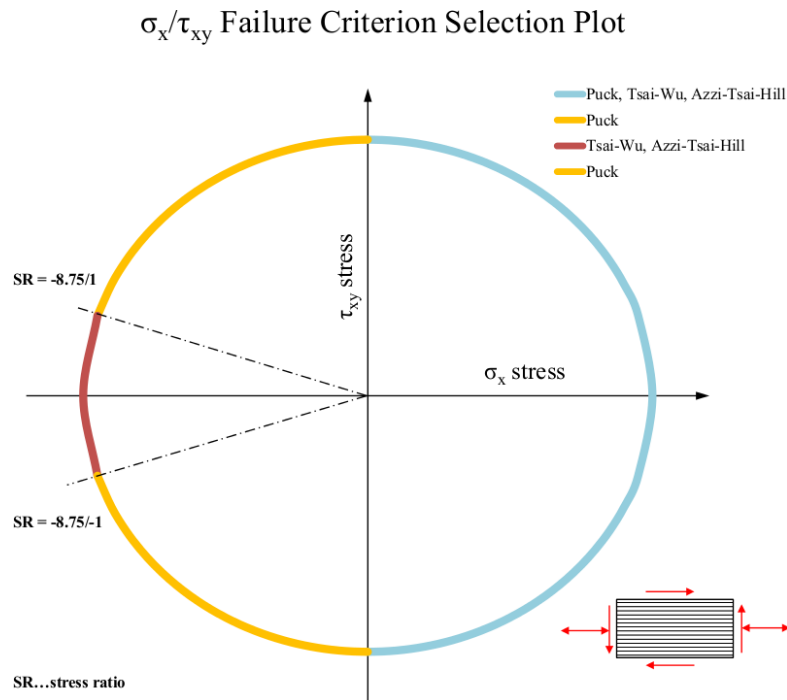 σx/τxy Failure Criterion Selection Plot
Puck, Tsai-Wu, Azzi-Tsai-Hill
Puck
Tsai-Wu, Azzi-Tsai-Hill
Puck
τxy stress
SR = -8.75/1
σx stress
SR = -8.75/-1
SR…stress ratio